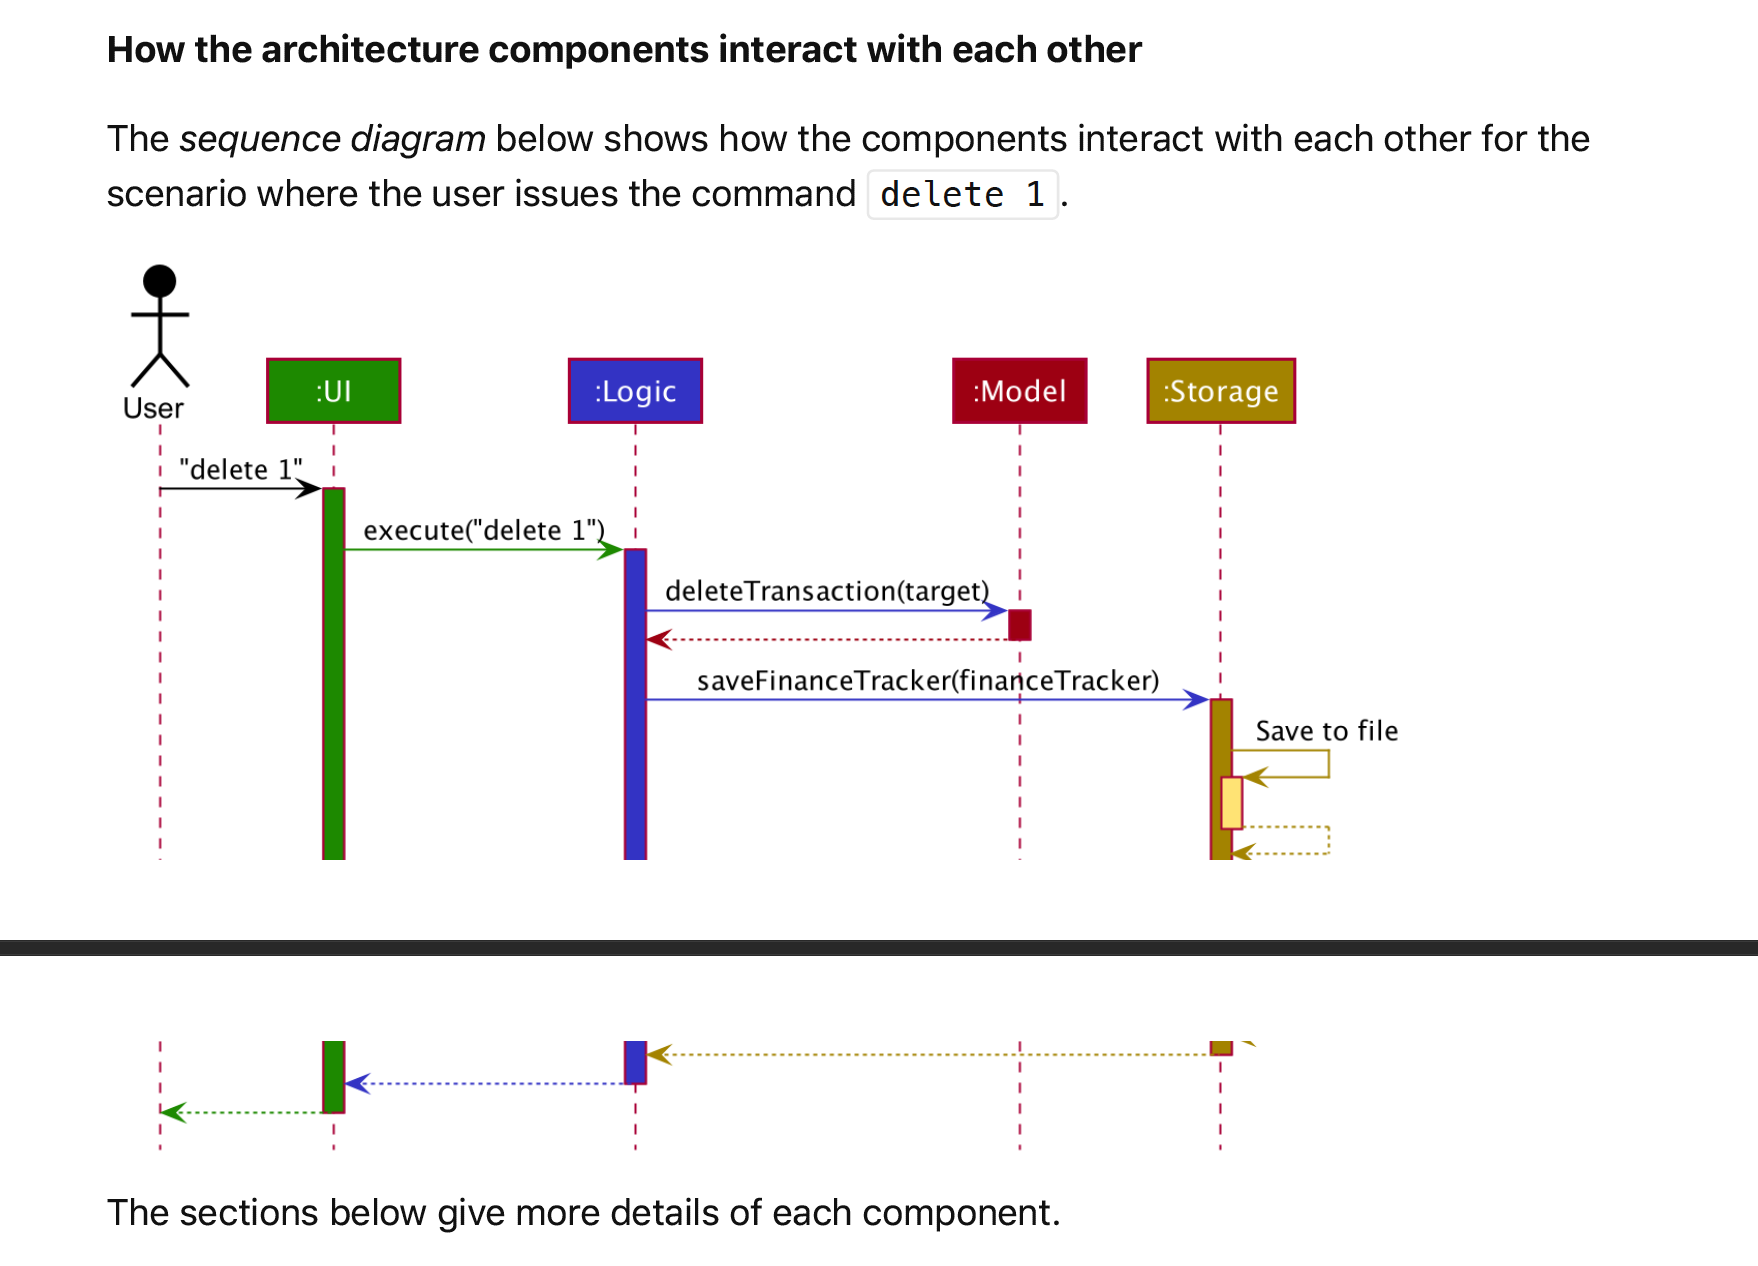 How the architecture components interact with each other
The sequence diagram below shows how the components interact with each other for the
scenario where the user issues the command delete 1.
User
:UI
:Logic
:Model
:Storage
"delete 1"
execute("delete 1")
deleteTransaction(target)
saveFinanceTracker(financeTracker)
Save to file
The sections below give more details of each component.